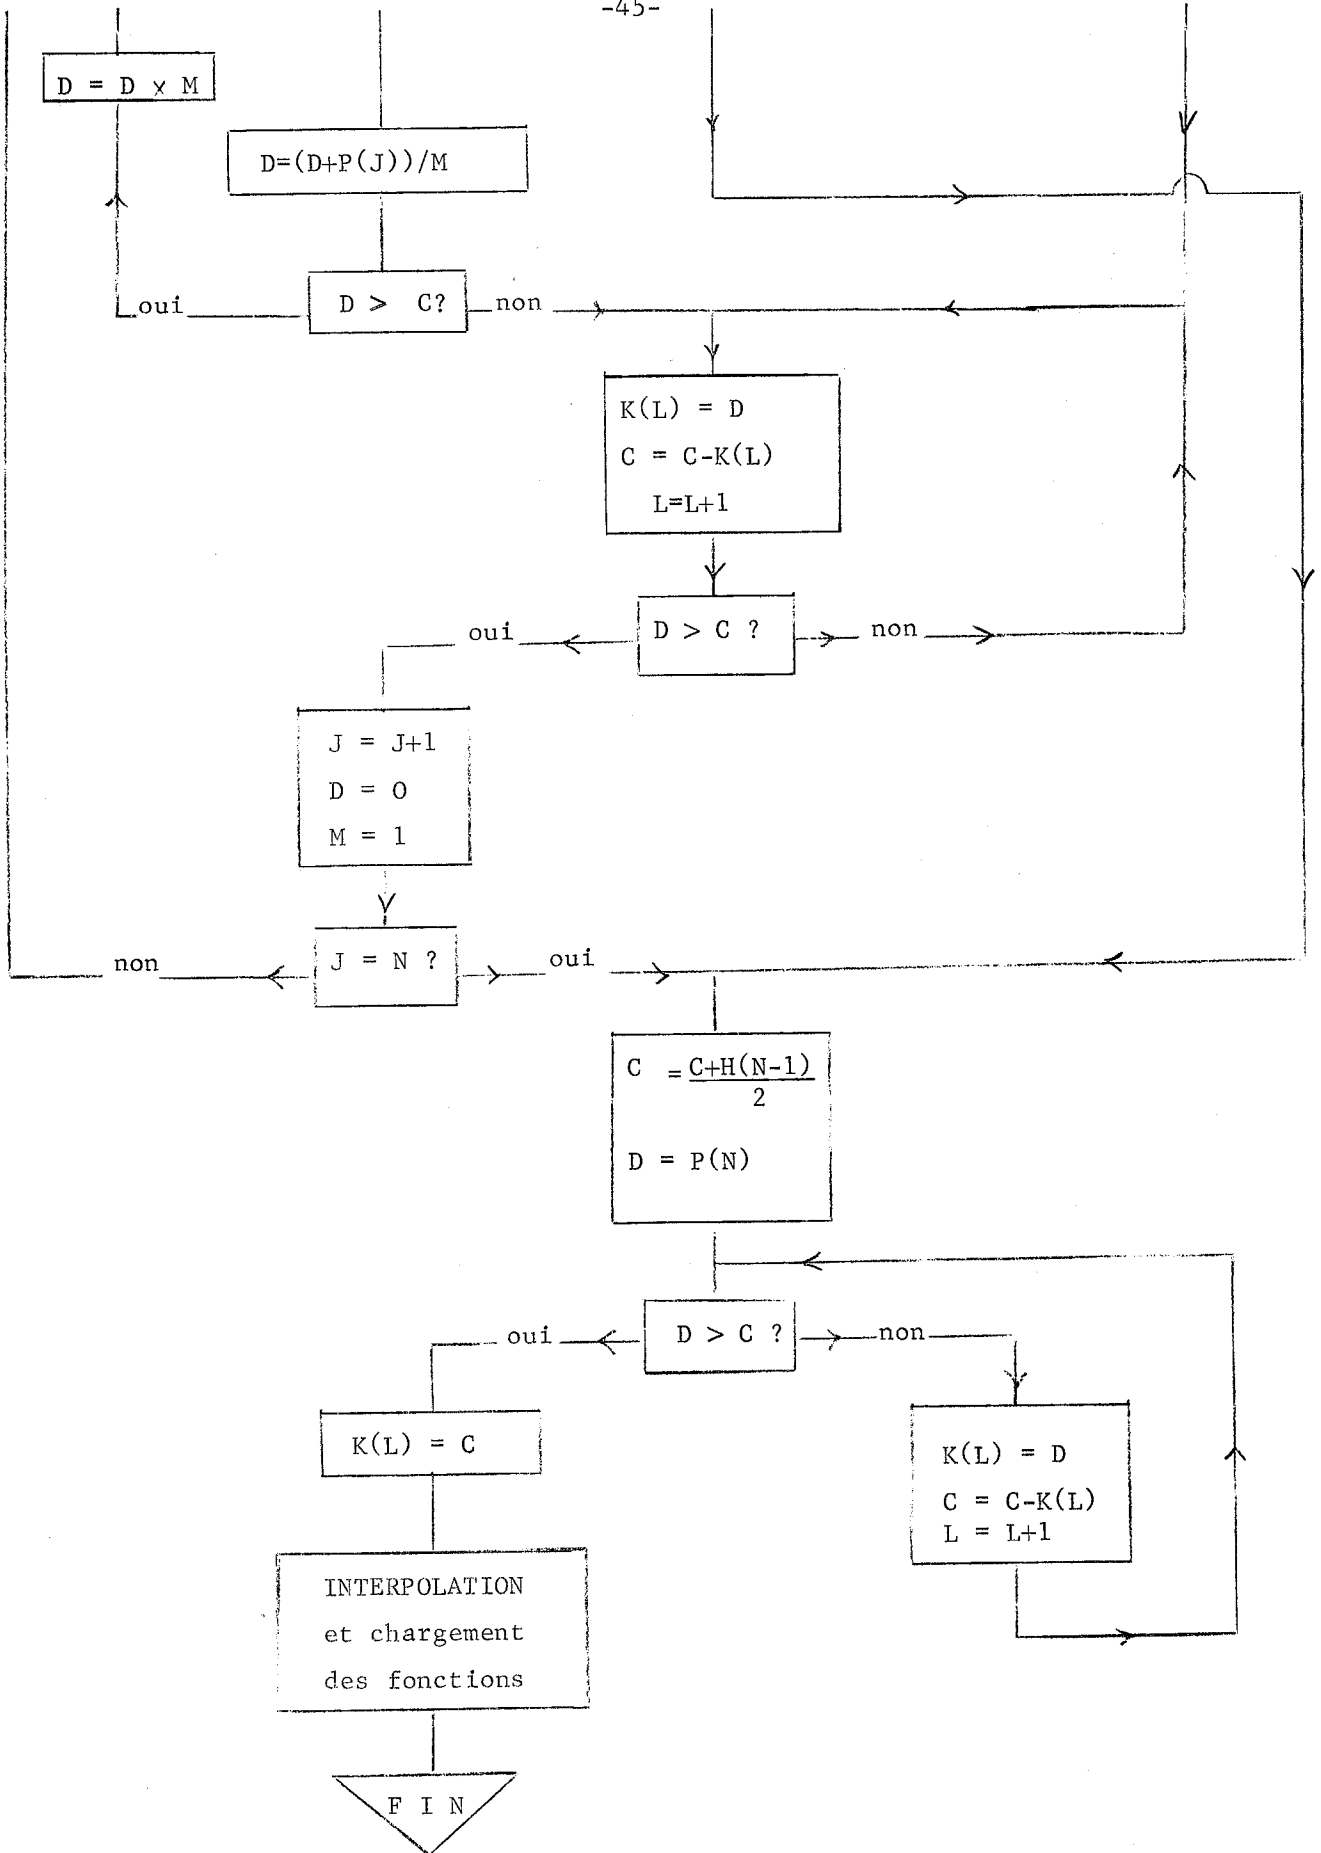 -45-
D = D x M
D=(D+P(J))/M
oui
D > C?
non
K(L) = D
C = C-K(L)
L=L+1
oui
D > C ?
non
J = J+1
D = 0
M = 1
non
J = N ?
oui
C = C+H(N-1)
2
D = P(N)
oui
D > C ?
non
K(L) = C
K(L) = D
C = C-K(L)
L = L+1
INTERPOLATION
et chargement
des fonctions
F I N